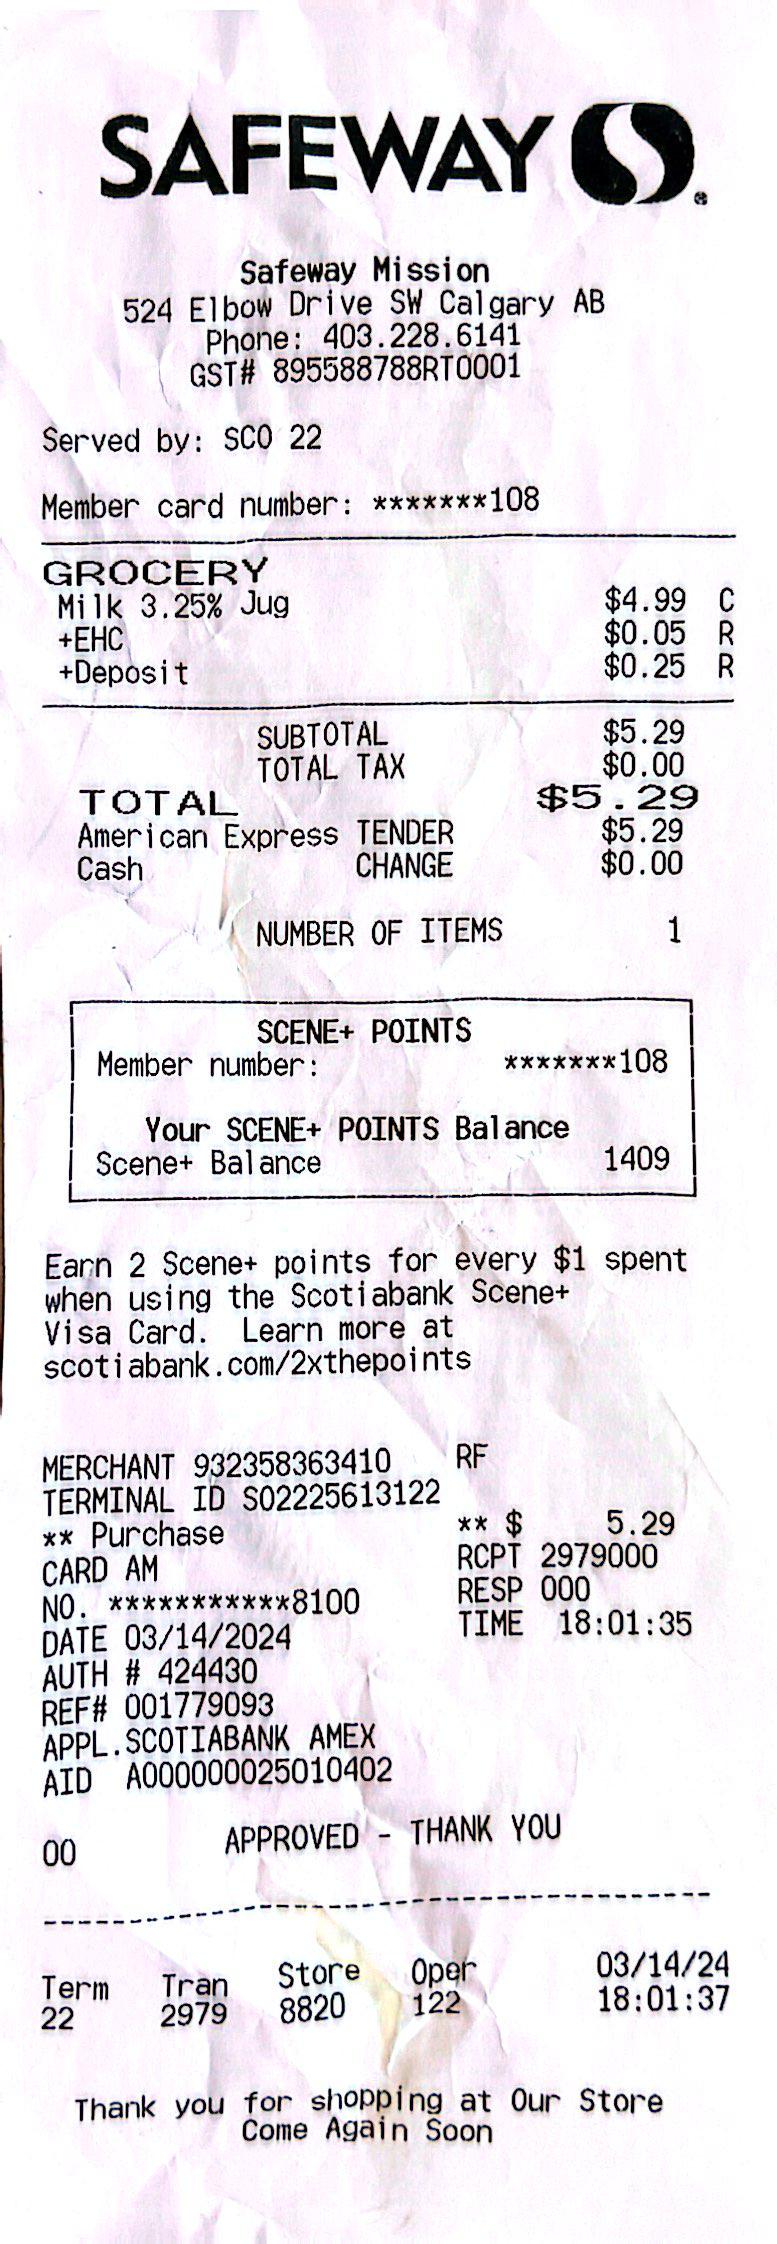 SAFEWAY
Safeway Mission
524 Elbow Drive SW Calgary AB
Phone: 403.228.6141
GST# 895588788RT0001
Served by: SCO 22
Member card number: *******108
GROCERY
Milk 3.25% Jug $4.99 C
+EHC $0.05 R
+Deposit $0.25 R
SUBTOTAL $5.29
TOTAL TAX $0.00
TOTAL $5.29
American Express TENDER $5.29
Cash CHANGE $0.00
NUMBER OF ITEMS 1
SCENE+ POINTS
Member number: *******108
Your SCENE+ POINTS Balance
Scene+ Balance 1409
Earn 2 Scene+ points for every $1 spent
when using the Scotiabank Scene+
Visa Card. Learn more at
scotiabank.com/2xthepoints
MERCHANT 932358363410 RF
TERMINAL ID S02225613122
** Purchase ** $ 5.29
CARD AM RCPT 2979000
NO. ***********8100 RESP 000
DATE 03/14/2024 TIME 18:01:35
AUTH # 424430
REF# 001779093
APPL.SCOTIABANK AMEX
AID A000000025010402
00 APPROVED - THANK YOU
Term Tran Store Oper 03/14/24
22 2979 8820 122 18:01:37
Thank you for shopping at Our Store
Come Again Soon